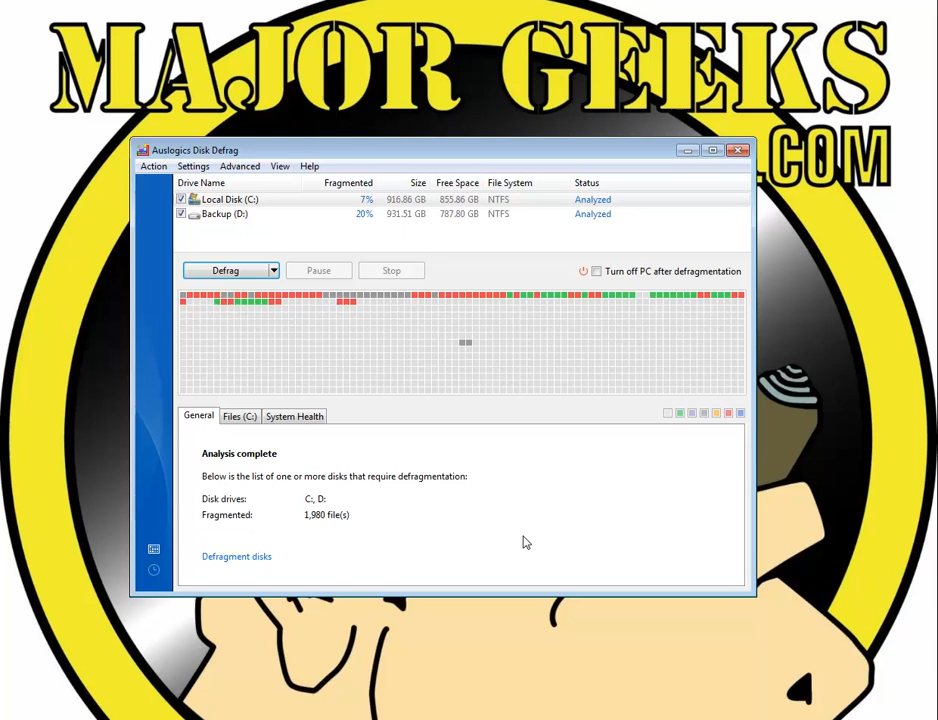 MAJOR GEEKS
.COM
Auslogics Disk Defrag
Action Settings Advanced View Help
Drive Name Fragmented Size Free Space File System Status
Local Disk (C:) 7% 916.86 GB 855.86 GB NTFS Analyzed
Backup (D:) 20% 931.51 GB 787.80 GB NTFS Analyzed
Defrag Pause Stop Turn off PC after defragmentation
General Files (C:) System Health
Analysis complete
Below is the list of one or more disks that require defragmentation:
Disk drives: C:, D:
Fragmented: 1,980 file(s)
Defragment disks